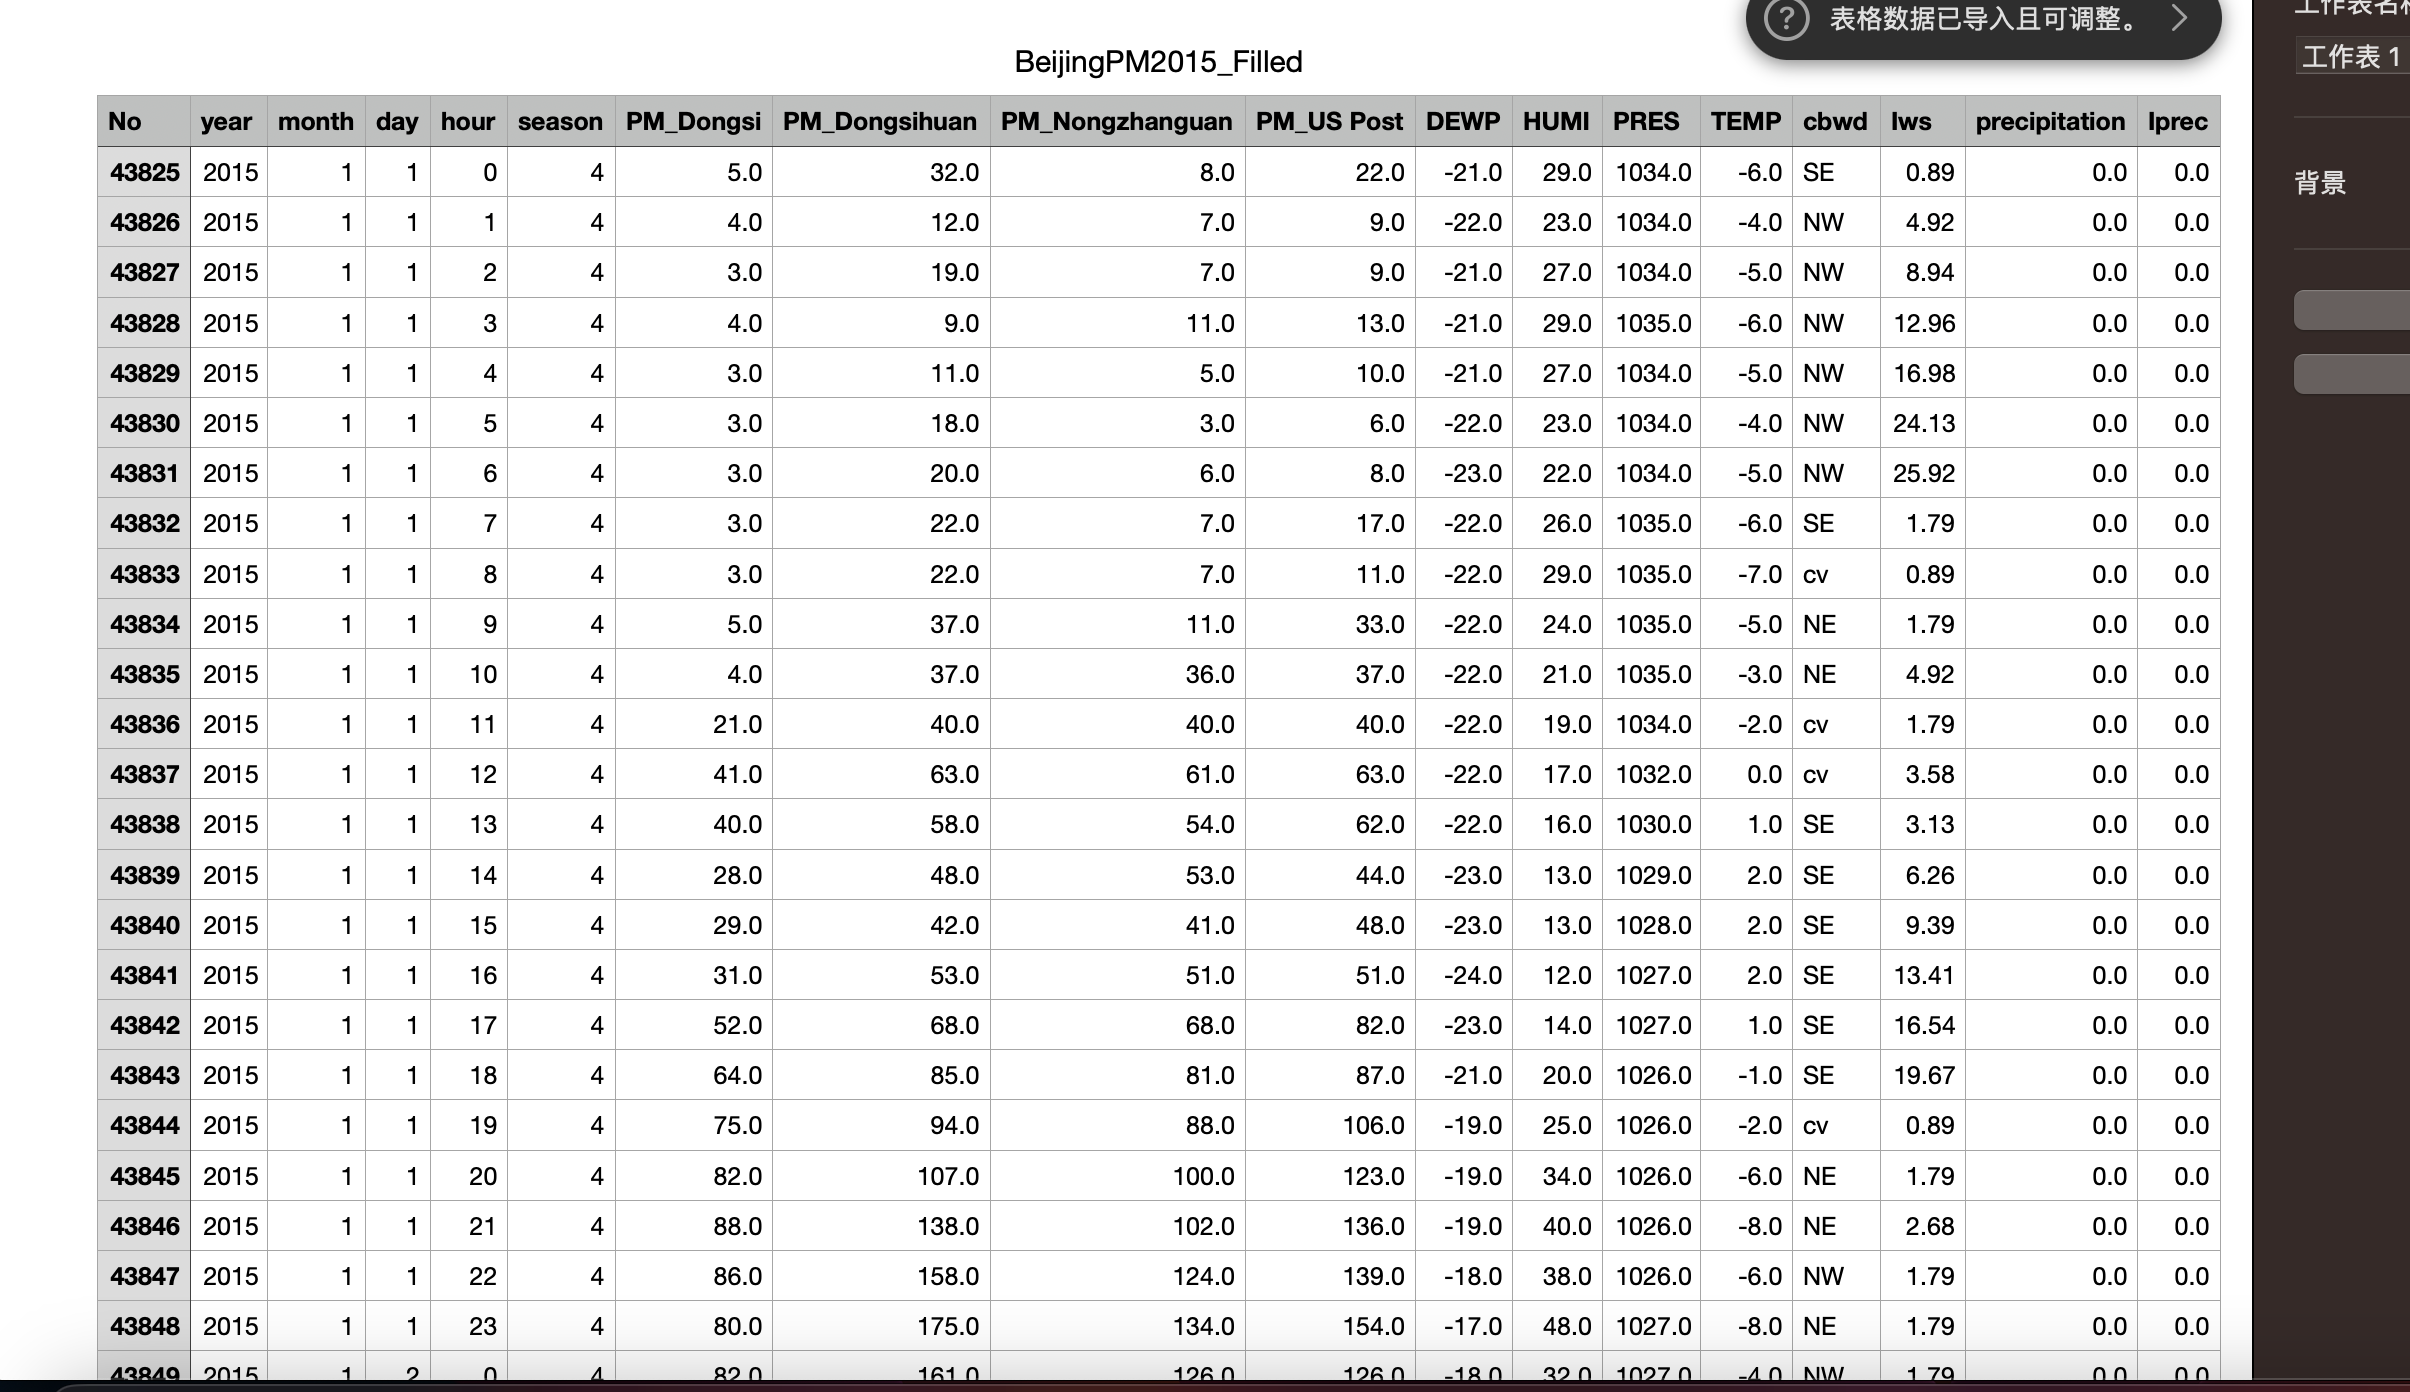 表格数据已导入且可调整。
工作表 1
背景
BeijingPM2015_Filled
No year month day hour season PM_Dongsi PM_Dongsihuan PM_Nongzhanguan PM_US Post DEWP HUMI PRES TEMP cbwd Iws precipitation Iprec
43825 2015 1 1 0 4 5.0 32.0 8.0 22.0 -21.0 29.0 1034.0 -6.0 SE 0.89 0.0 0.0
43826 2015 1 1 1 4 4.0 12.0 7.0 9.0 -22.0 23.0 1034.0 -4.0 NW 4.92 0.0 0.0
43827 2015 1 1 2 4 3.0 19.0 7.0 9.0 -21.0 27.0 1034.0 -5.0 NW 8.94 0.0 0.0
43828 2015 1 1 3 4 4.0 9.0 11.0 13.0 -21.0 29.0 1035.0 -6.0 NW 12.96 0.0 0.0
43829 2015 1 1 4 4 3.0 11.0 5.0 10.0 -21.0 27.0 1034.0 -5.0 NW 16.98 0.0 0.0
43830 2015 1 1 5 4 3.0 18.0 3.0 6.0 -22.0 23.0 1034.0 -4.0 NW 24.13 0.0 0.0
43831 2015 1 1 6 4 3.0 20.0 6.0 8.0 -23.0 22.0 1034.0 -5.0 NW 25.92 0.0 0.0
43832 2015 1 1 7 4 3.0 22.0 7.0 17.0 -22.0 26.0 1035.0 -6.0 SE 1.79 0.0 0.0
43833 2015 1 1 8 4 3.0 22.0 7.0 11.0 -22.0 29.0 1035.0 -7.0 cv 0.89 0.0 0.0
43834 2015 1 1 9 4 5.0 37.0 11.0 33.0 -22.0 24.0 1035.0 -5.0 NE 1.79 0.0 0.0
43835 2015 1 1 10 4 4.0 37.0 36.0 37.0 -22.0 21.0 1035.0 -3.0 NE 4.92 0.0 0.0
43836 2015 1 1 11 4 21.0 40.0 40.0 40.0 -22.0 19.0 1034.0 -2.0 cv 1.79 0.0 0.0
43837 2015 1 1 12 4 41.0 63.0 61.0 63.0 -22.0 17.0 1032.0 0.0 cv 3.58 0.0 0.0
43838 2015 1 1 13 4 40.0 58.0 54.0 62.0 -22.0 16.0 1030.0 1.0 SE 3.13 0.0 0.0
43839 2015 1 1 14 4 28.0 48.0 53.0 44.0 -23.0 13.0 1029.0 2.0 SE 6.26 0.0 0.0
43840 2015 1 1 15 4 29.0 42.0 41.0 48.0 -23.0 13.0 1028.0 2.0 SE 9.39 0.0 0.0
43841 2015 1 1 16 4 31.0 53.0 51.0 51.0 -24.0 12.0 1027.0 2.0 SE 13.41 0.0 0.0
43842 2015 1 1 17 4 52.0 68.0 68.0 82.0 -23.0 14.0 1027.0 1.0 SE 16.54 0.0 0.0
43843 2015 1 1 18 4 64.0 85.0 81.0 87.0 -21.0 20.0 1026.0 -1.0 SE 19.67 0.0 0.0
43844 2015 1 1 19 4 75.0 94.0 88.0 106.0 -19.0 25.0 1026.0 -2.0 cv 0.89 0.0 0.0
43845 2015 1 1 20 4 82.0 107.0 100.0 123.0 -19.0 34.0 1026.0 -6.0 NE 1.79 0.0 0.0
43846 2015 1 1 21 4 88.0 138.0 102.0 136.0 -19.0 40.0 1026.0 -8.0 NE 2.68 0.0 0.0
43847 2015 1 1 22 4 86.0 158.0 124.0 139.0 -18.0 38.0 1026.0 -6.0 NW 1.79 0.0 0.0
43848 2015 1 1 23 4 80.0 175.0 134.0 154.0 -17.0 48.0 1027.0 -8.0 NE 1.79 0.0 0.0
43849 2015 1 2 0 4 82.0 161.0 126.0 126.0 -18.0 32.0 1027.0 -4.0 NW 1.79 0.0 0.0